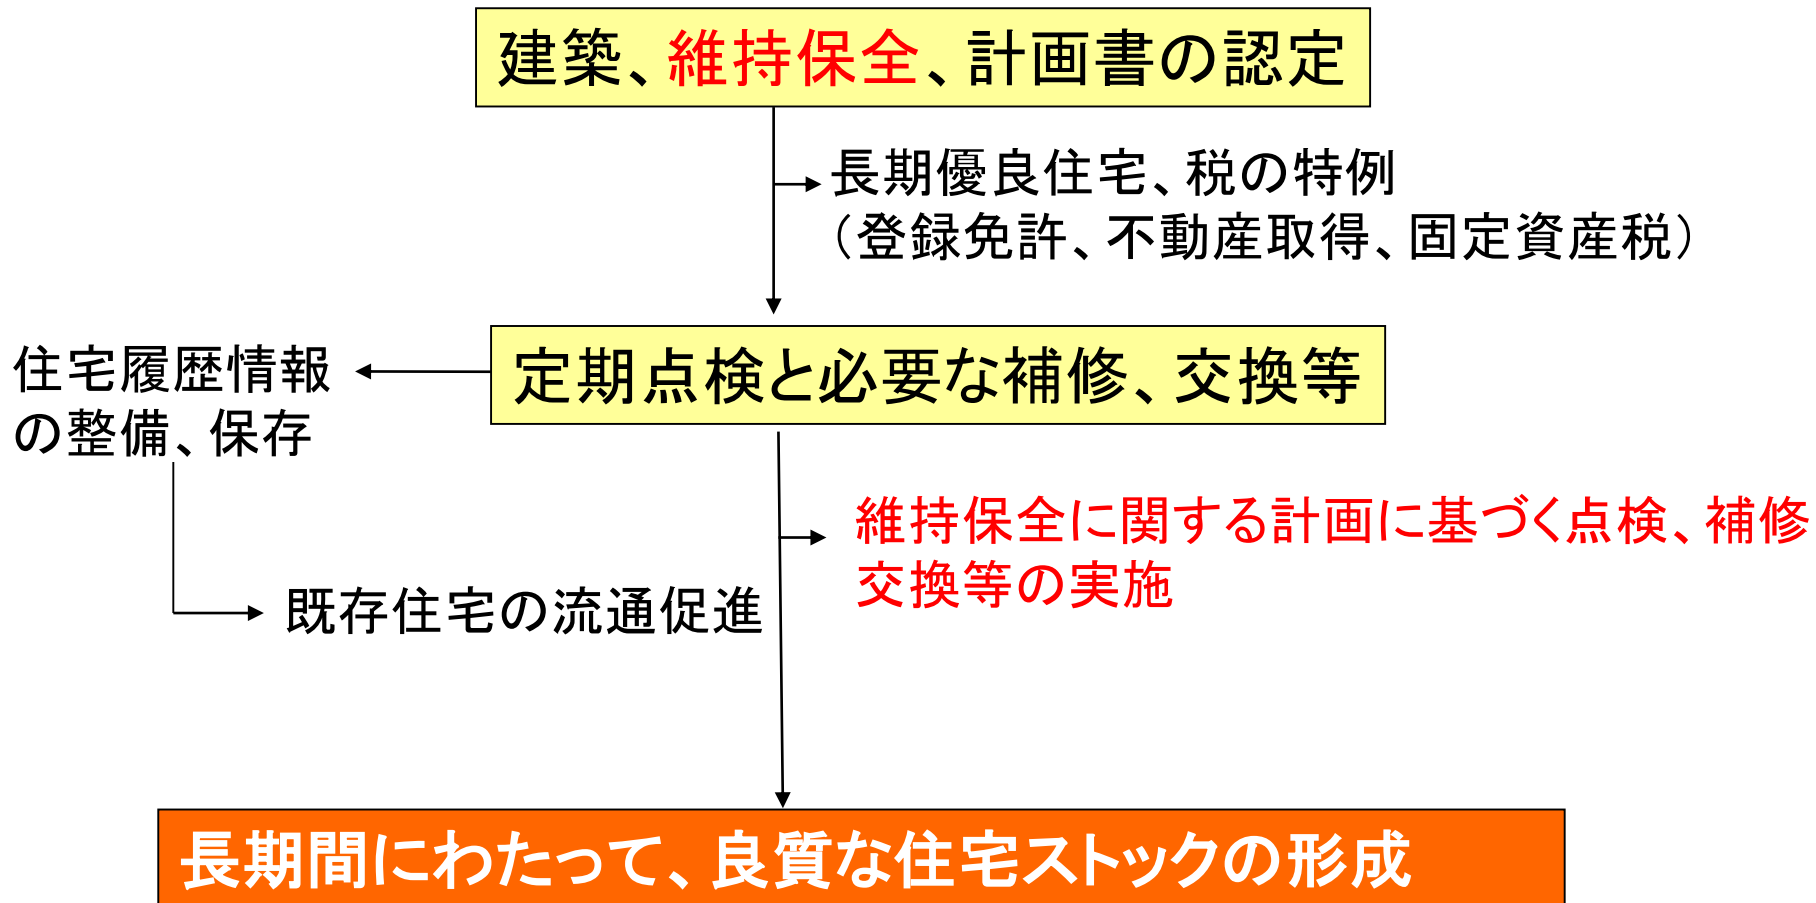 建築、維持保全、計画書の認定
長期優良住宅、税の特例
（登録免許、不動産取得、固定資産税）
定期点検と必要な補修、交換等
住宅履歴情報
の整備、保存
維持保全に関する計画に基づく点検、補修
交換等の実施
既存住宅の流通促進
長期間にわたって、良質な住宅ストックの形成